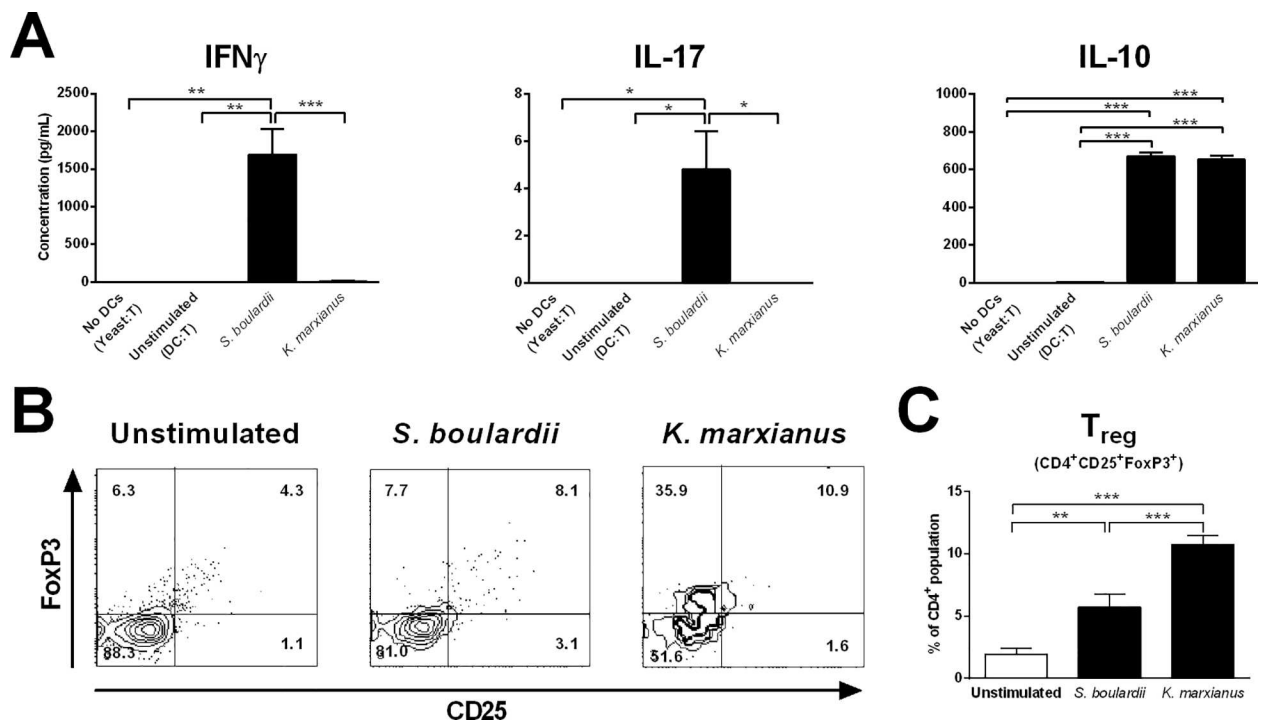 A
IFNγ
Concentration (pg/mL)
2500
2000
1500
1000
500
0
**
**
***
No DCs
(Yeast:T)
Unstimulated
(DC:T)
S. boulardii
K. marxianus
IL-17
8
6
4
2
0
*
*
*
No DCs
(Yeast:T)
Unstimulated
(DC:T)
S. boulardii
K. marxianus
IL-10
1000
800
600
400
200
0
***
***
***
***
No DCs
(Yeast:T)
Unstimulated
(DC:T)
S. boulardii
K. marxianus
B
Unstimulated
S. boulardii
K. marxianus
FoxP3
6.3 4.3
88.3 1.1
7.7 8.1
81.0 3.1
35.9 10.9
51.6 1.6
CD25
C
Treg
(CD4+CD25+FoxP3+)
% of CD4+ population
15
10
5
0
***
**
***
Unstimulated
S. boulardii
K. marxianus